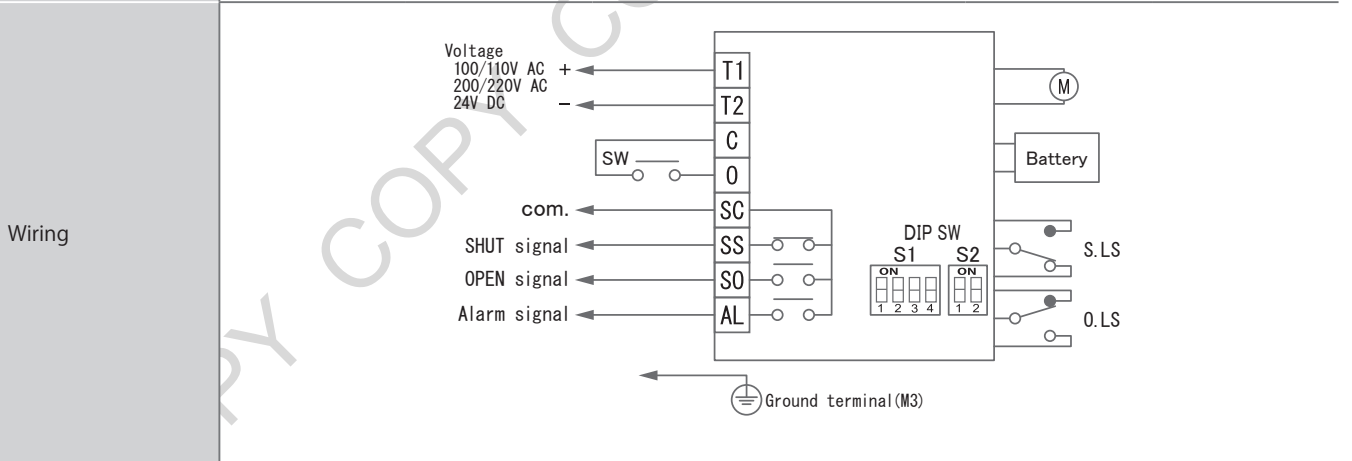 Wiring
Voltage
100/110V AC +
200/220V AC
24V DC −
T1
T2
C
SW
O
com. SC
SHUT signal SS
OPEN signal SO
Alarm signal AL
M
Battery
DIP SW
S1 S2
ON ON
1 2 3 4 1 2
S.LS
O.LS
Ground terminal(M3)
COPY